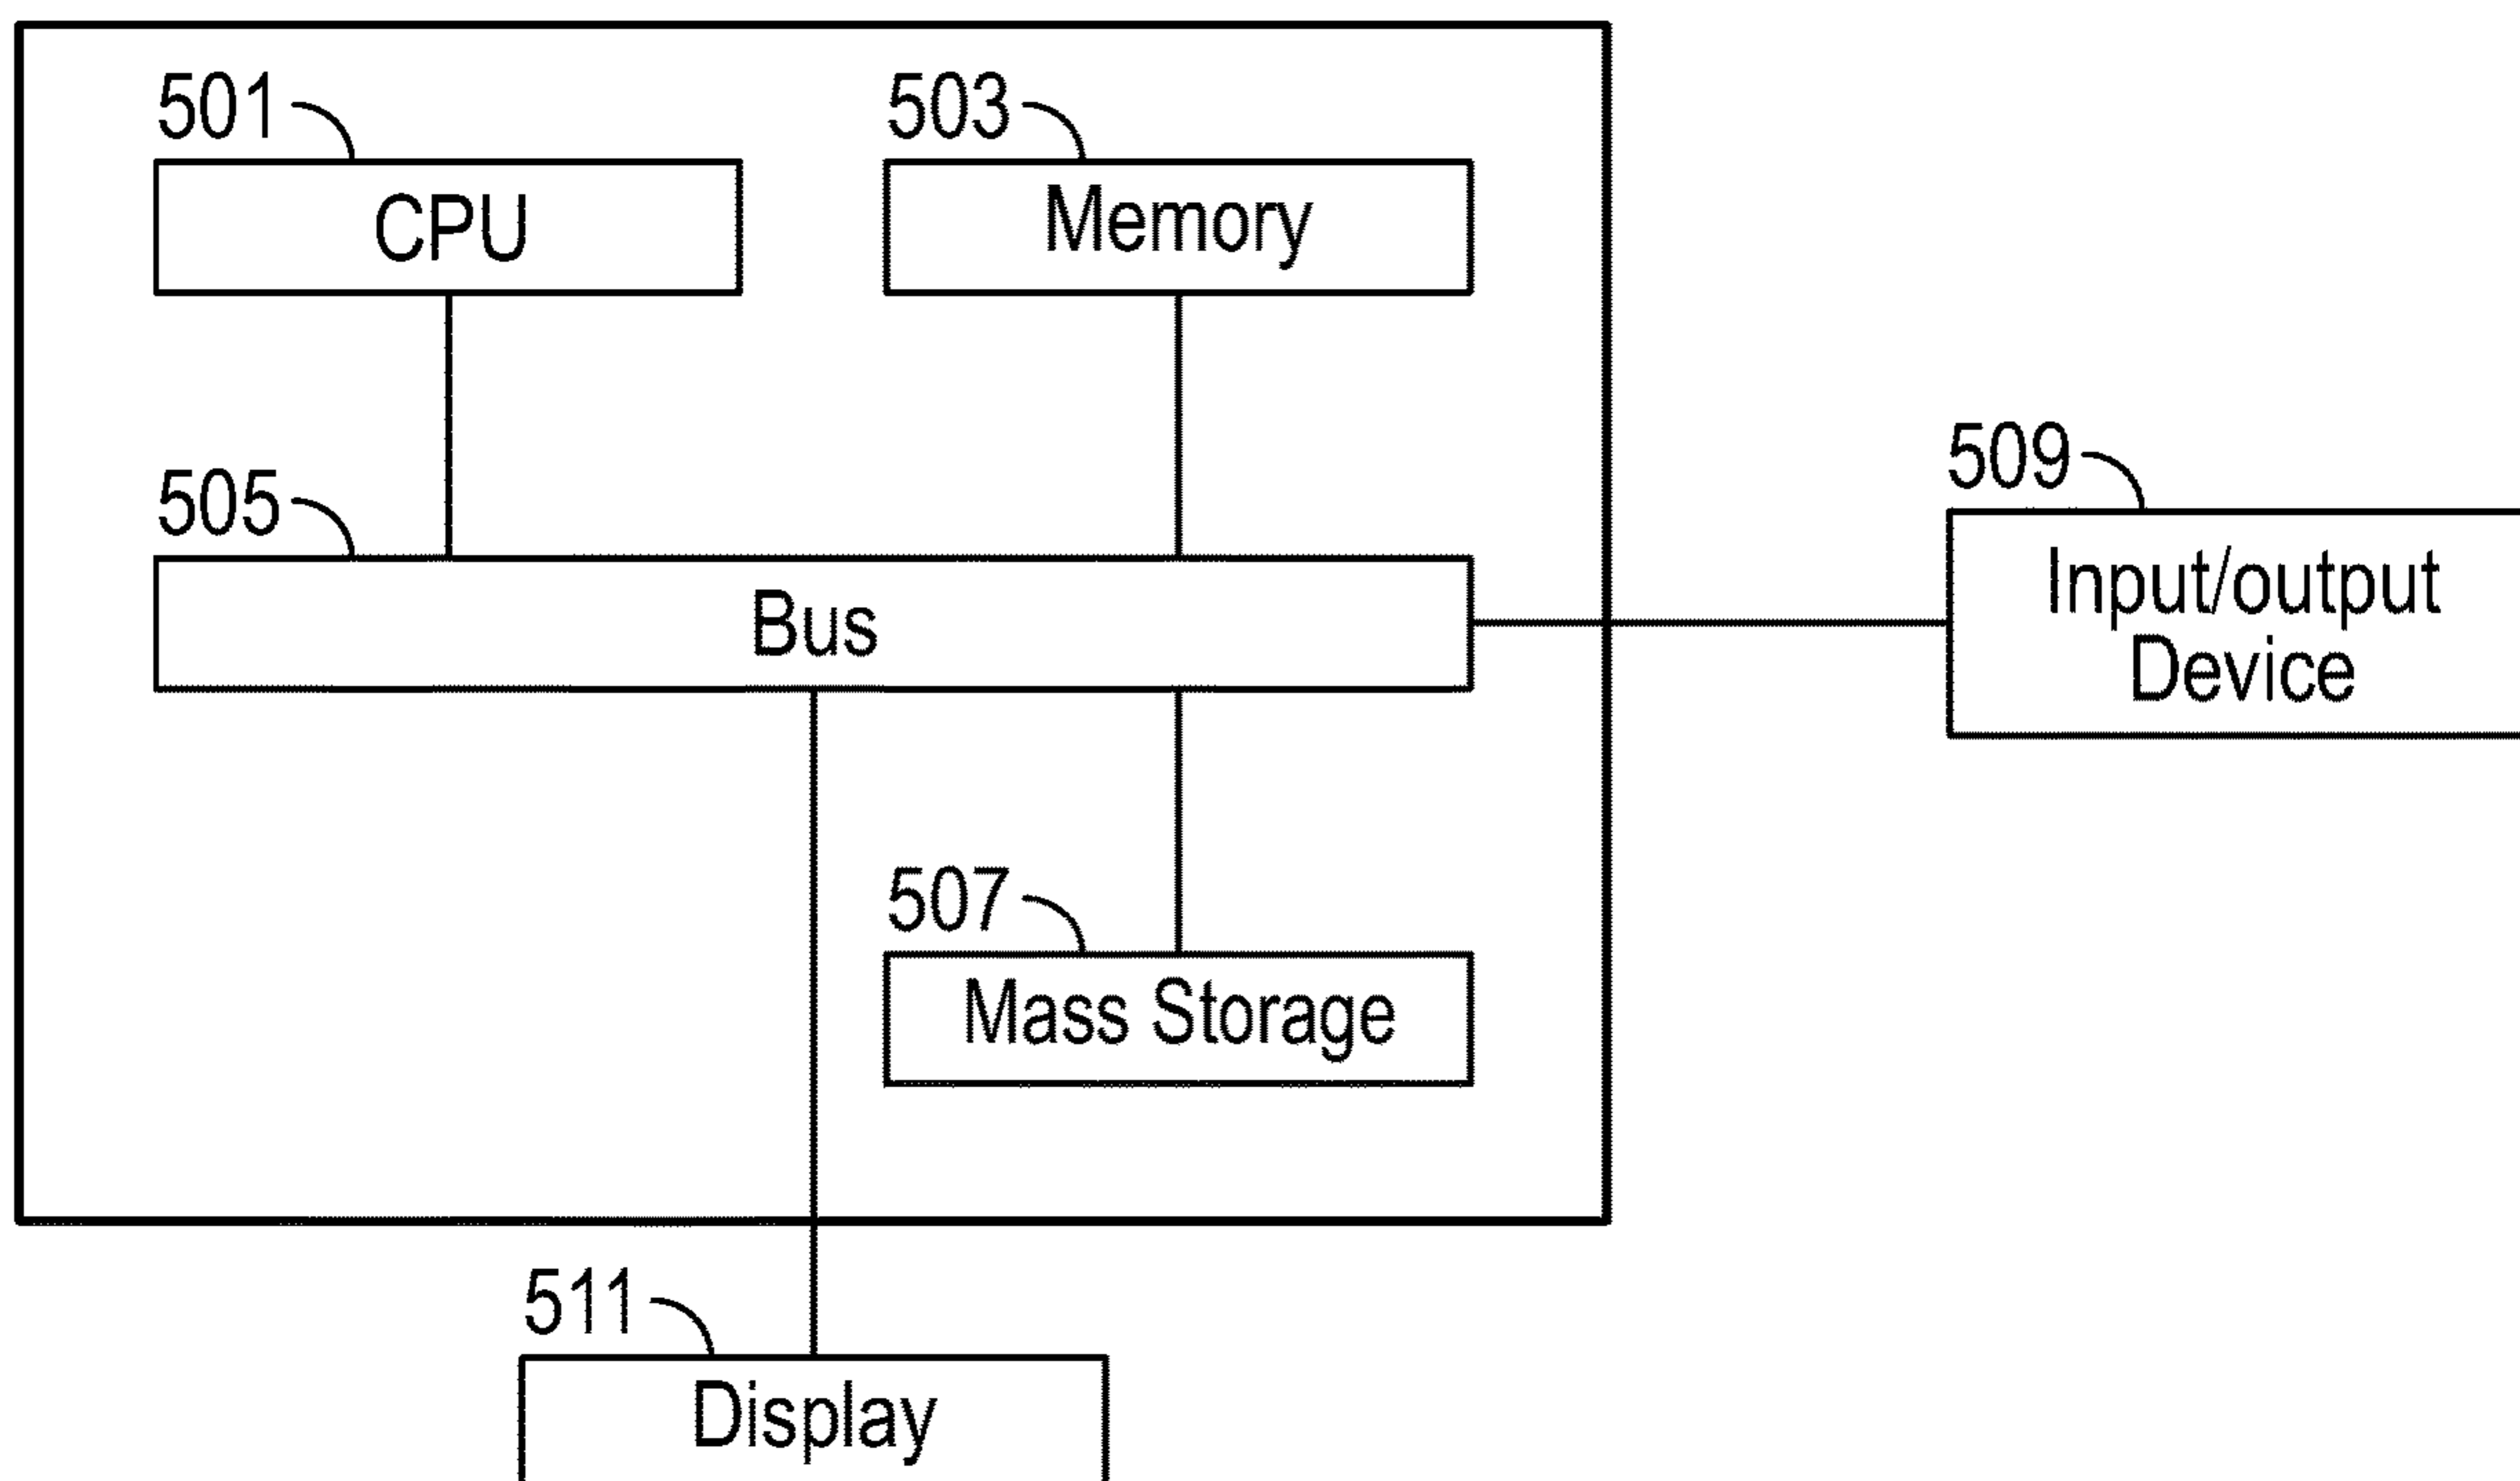 501
CPU
503
Memory
505
Bus
507
Mass Storage
509
Input/output
Device
511
Display